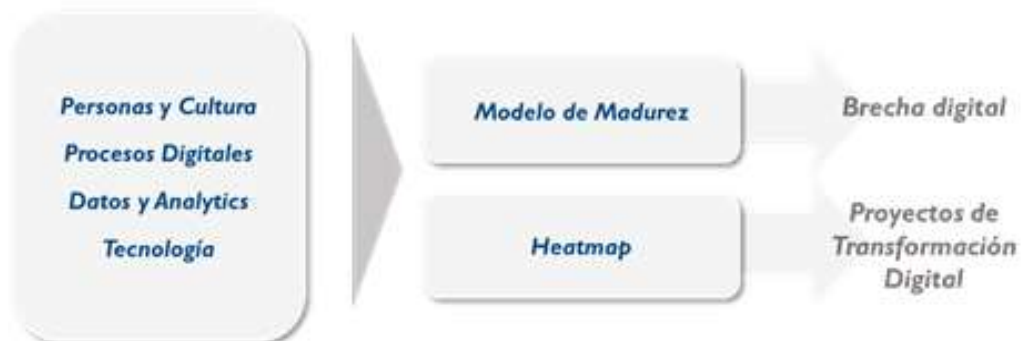 Personas y Cultura
Procesos Digitales
Datos y Analytics
Tecnología
Modelo de Madurez
Brecha digital
Heatmap
Proyectos de
Transformación
Digital